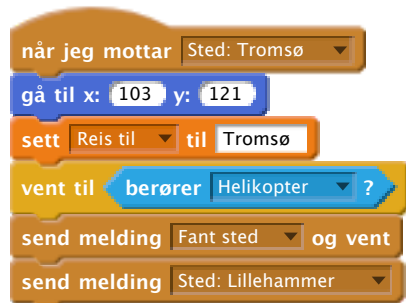 når jeg mottar Sted: Tromsø
gå til x: 103 y: 121
sett Reis til til Tromsø
vent til berører Helikopter ?
send melding Fant sted og vent
send melding Sted: Lillehammer